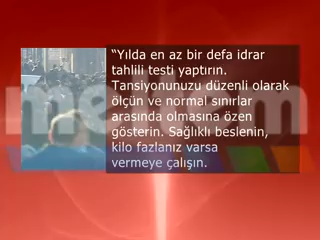 “Yılda en az bir defa idrar
tahlili testi yaptırın.
Tansiyonunuzu düzenli olarak
ölçün ve normal sınırlar
arasında olmasına özen
gösterin. Sağlıklı beslenin,
kilo fazlanız varsa
vermeye çalışın.